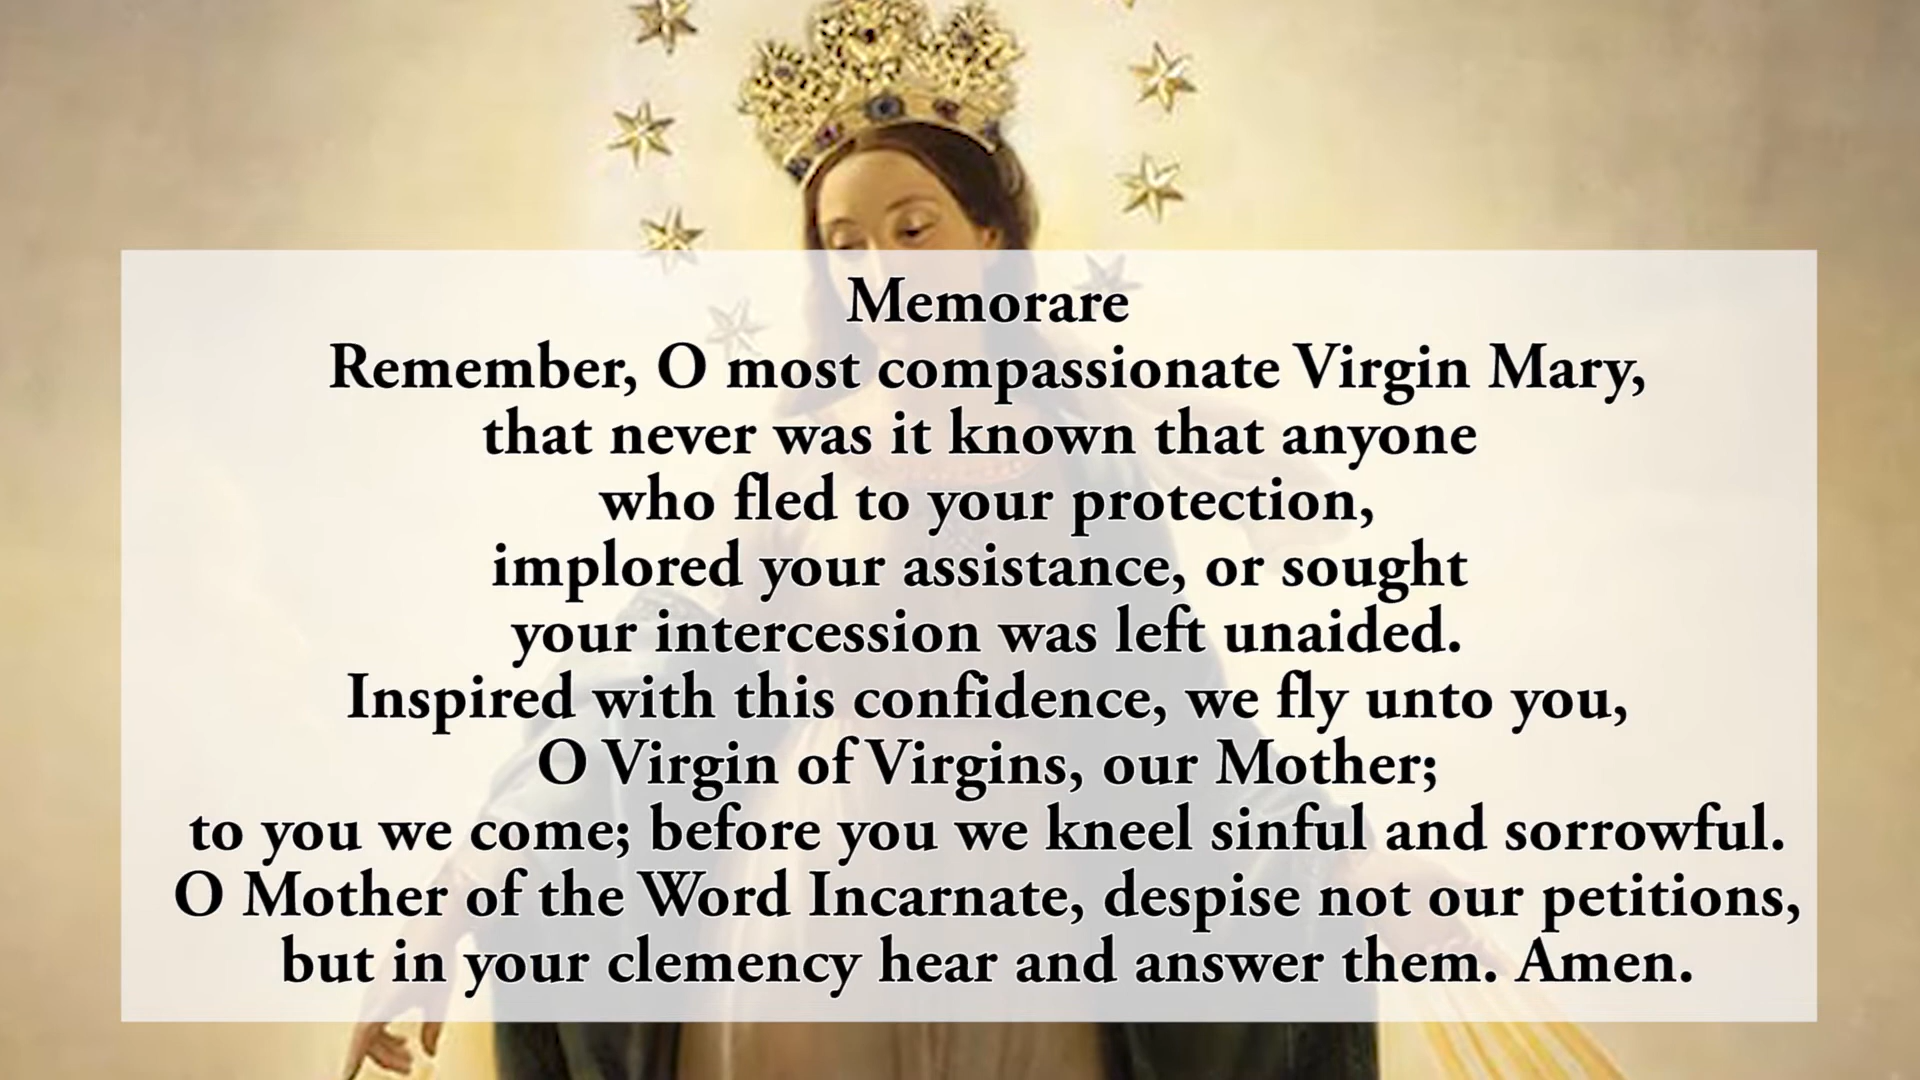 Memorare
Remember, O most compassionate Virgin Mary,
that never was it known that anyone
who fled to your protection,
implored your assistance, or sought
your intercession was left unaided.
Inspired with this confidence, we fly unto you,
O Virgin of Virgins, our Mother;
to you we come; before you we kneel sinful and sorrowful.
O Mother of the Word Incarnate, despise not our petitions,
but in your clemency hear and answer them. Amen.